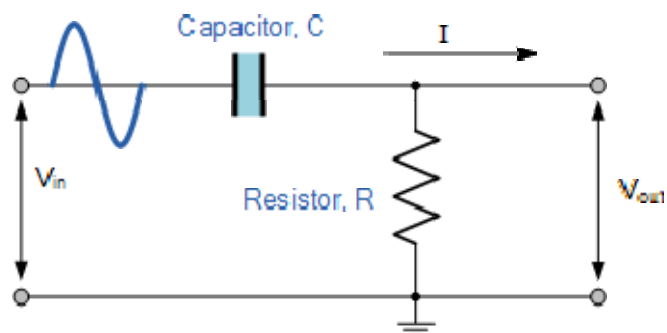 Capacitor, C
I
Vin
Resistor, R
Vout